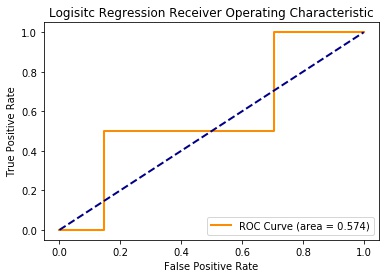 Logisitc Regression Receiver Operating Characteristic
1.0
0.8
0.6
0.4
0.2
0.0
True Positive Rate
ROC Curve (area = 0.574)
0.0 0.2 0.4 0.6 0.8 1.0
False Positive Rate